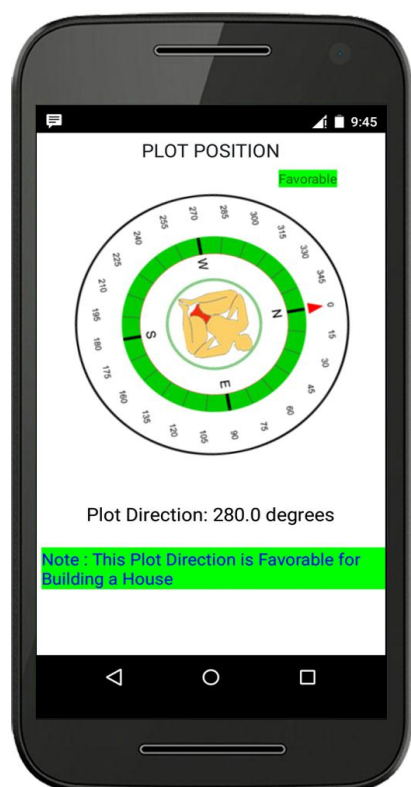 9:45
PLOT POSITION
Favorable
0
15
30
45
60
75
90
105
120
135
160
175
180
195
210
225
240
255
270
285
300
315
330
345
N
E
S
W
Plot Direction: 280.0 degrees
Note : This Plot Direction is Favorable for
Building a House